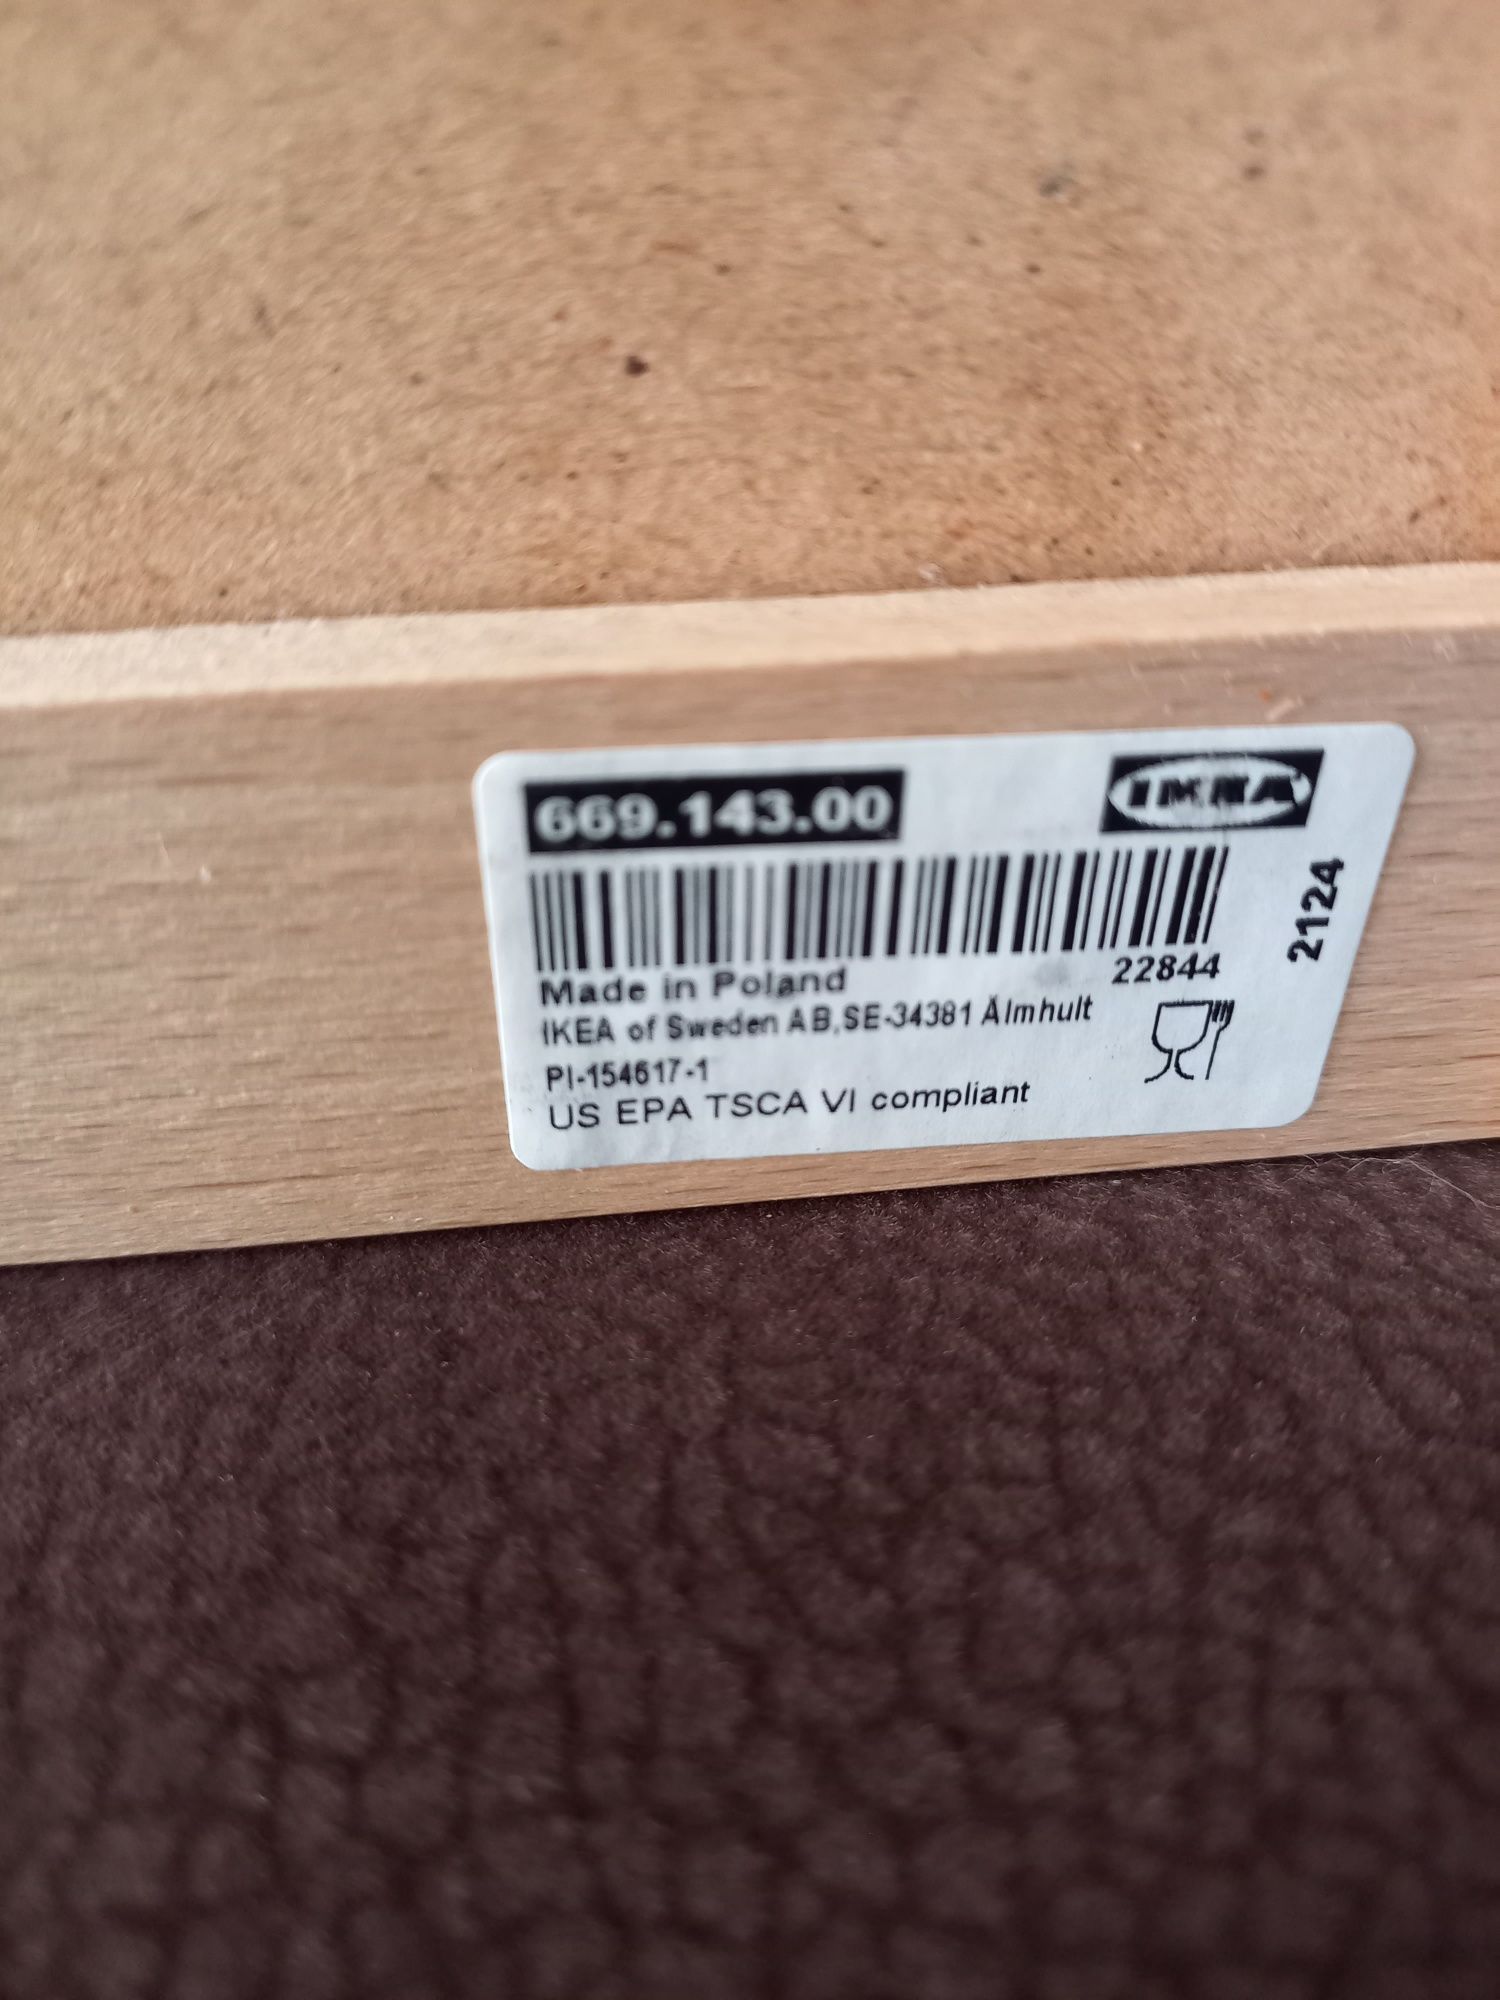 669.143.00
IKEA
2124
22844
Made in Poland
IKEA of Sweden AB,SE-34381 Älmhult
PI-154617-1
US EPA TSCA VI compliant